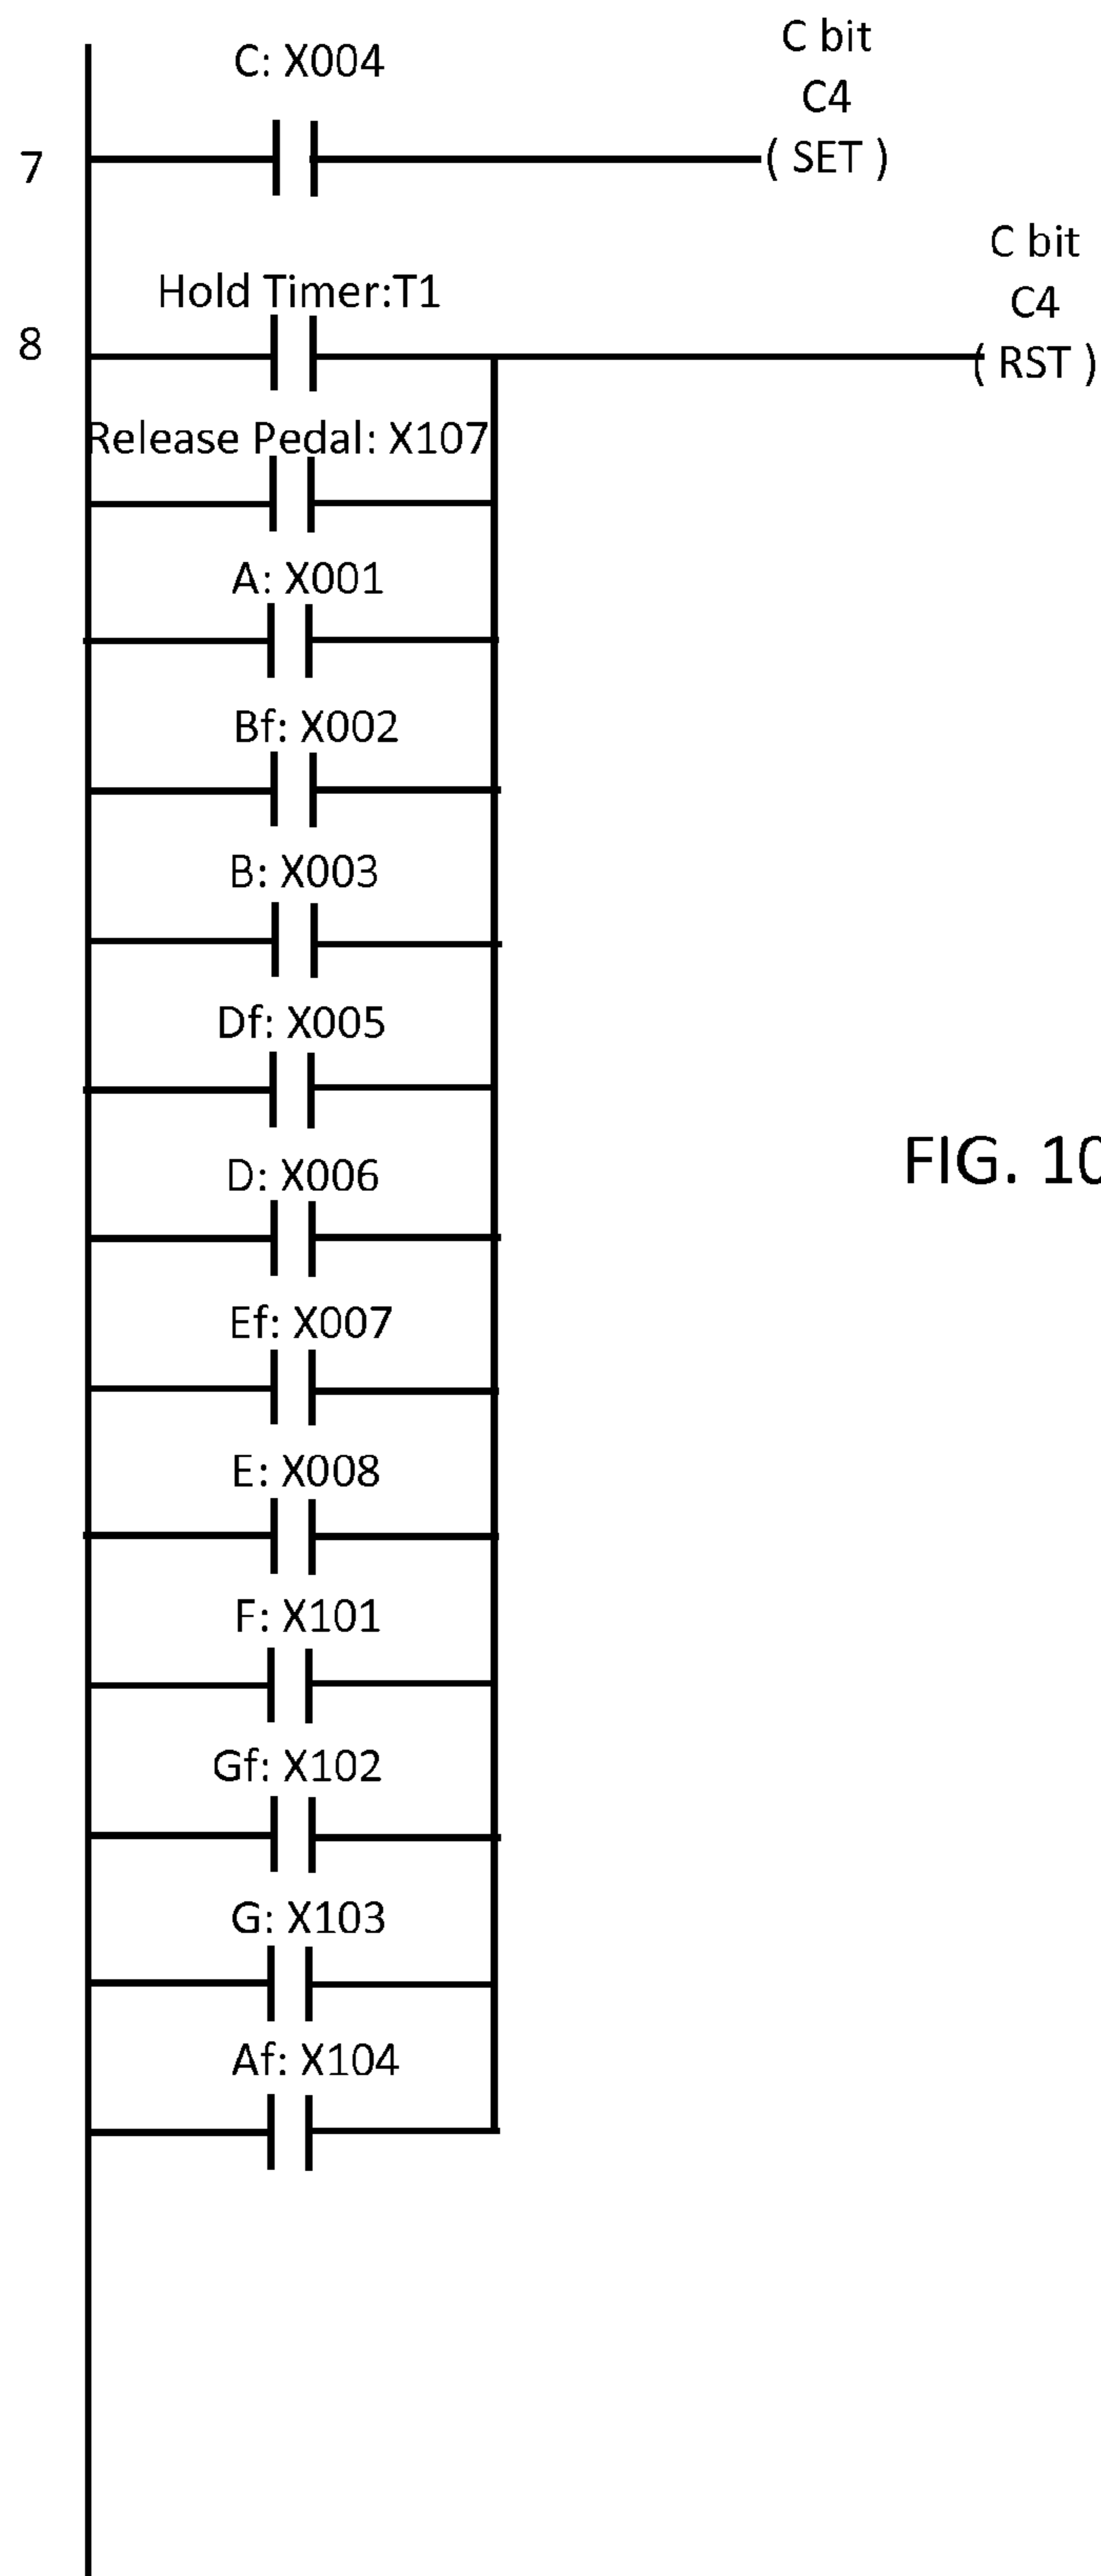 C: X004
C bit
C4
7
( SET )
C bit
Hold Timer:T1
C4
8
( RST )
Release Pedal: X107
A: X001
Bf: X002
B: X003
Df: X005
FIG. 10
D: X006
Ef: X007
E: X008
F: X101
Gf: X102
G: X103
Af: X104